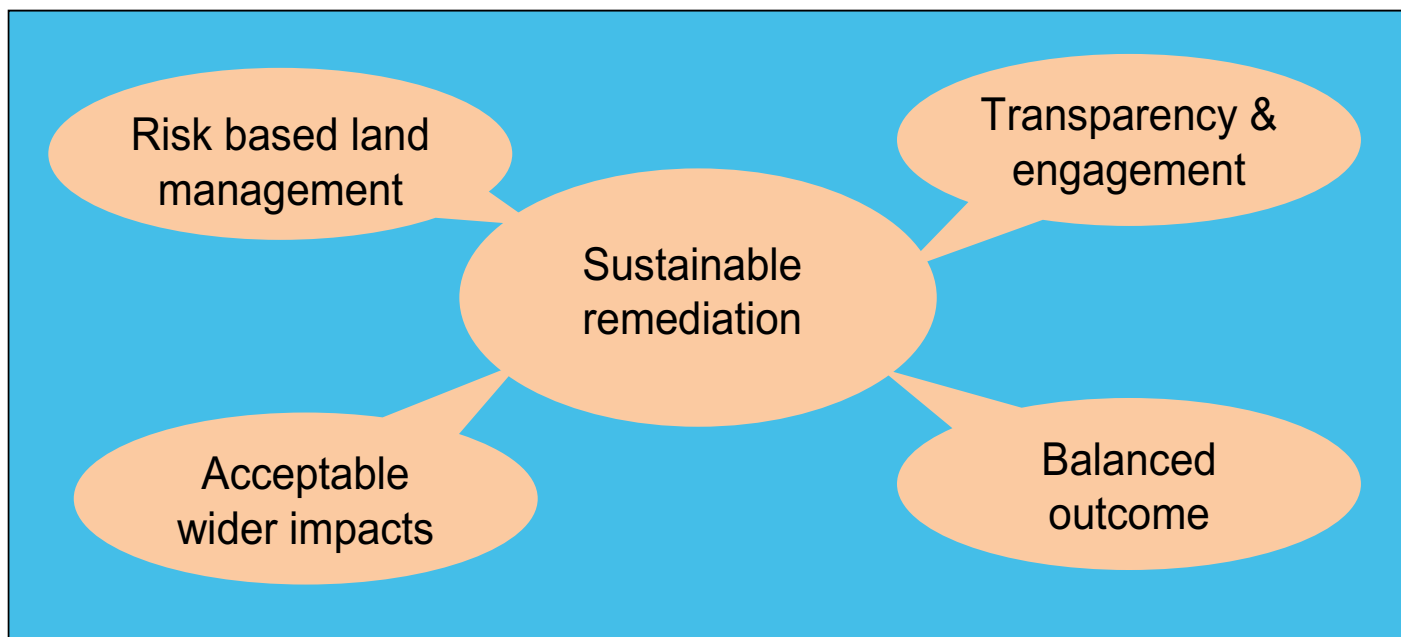 Risk based land
management
Transparency &
engagement
Sustainable
remediation
Acceptable
wider impacts
Balanced
outcome